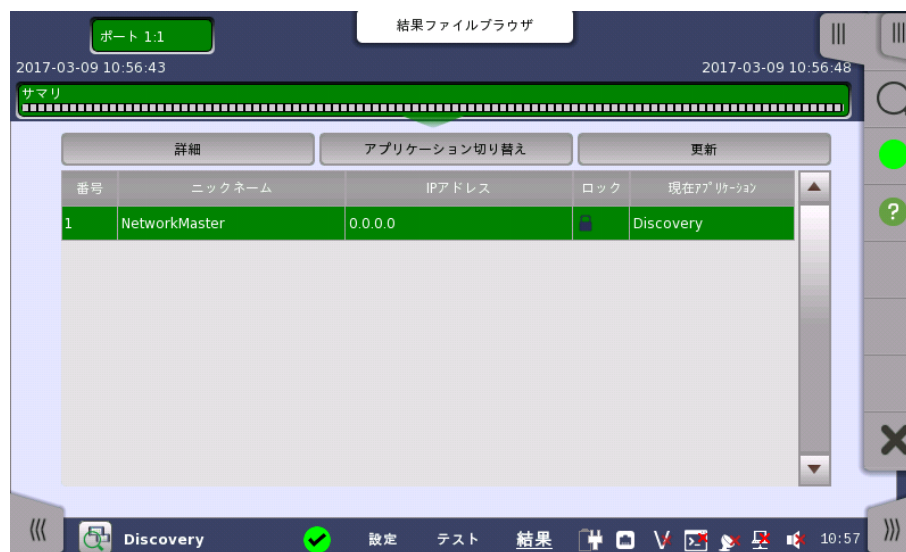 結果ファイルブラウザ
ポート 1:1
2017-03-09 10:56:43
2017-03-09 10:56:48
サマリ
詳細
アプリケーション切り替え
更新
番号 ニックネーム IPアドレス ロック 現在ｱﾌﾟﾘｹｰｼｮﾝ
1 NetworkMaster 0.0.0.0 Discovery
Discovery 設定 テスト 結果 10:57